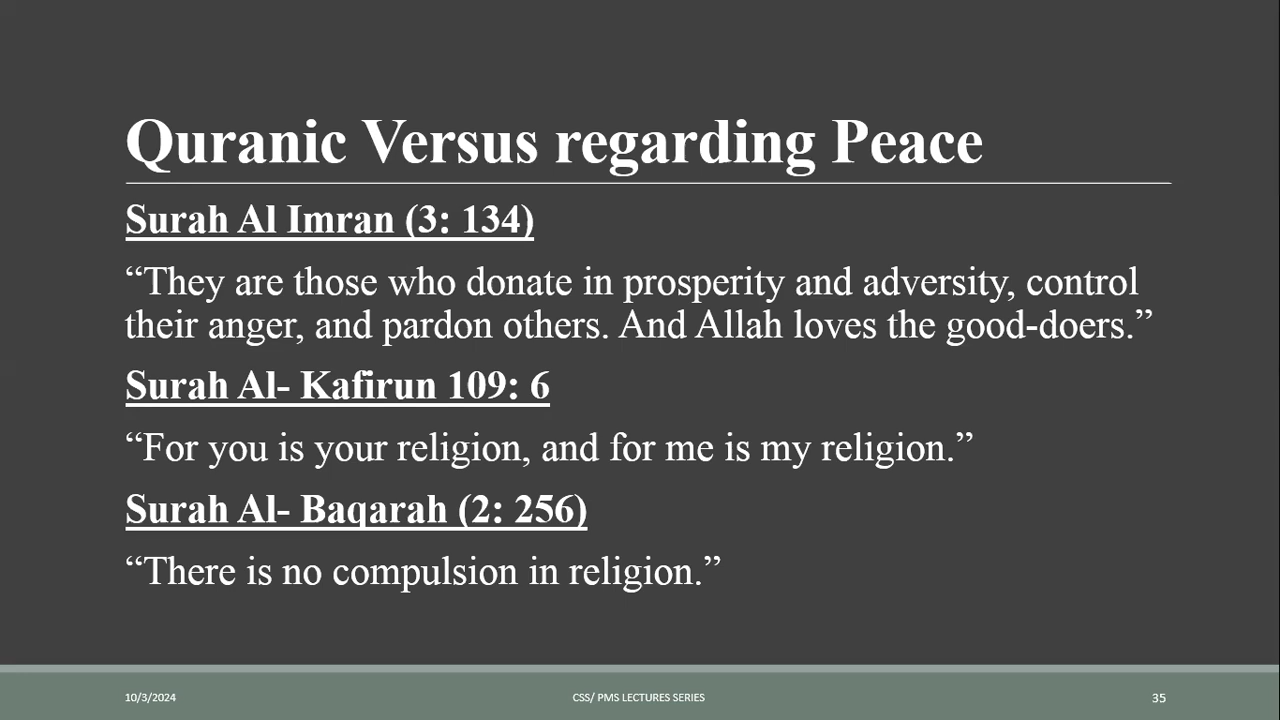 Quranic Versus regarding Peace
Surah Al Imran (3: 134)
“They are those who donate in prosperity and adversity, control
their anger, and pardon others. And Allah loves the good-doers.”
Surah Al- Kafirun 109: 6
“For you is your religion, and for me is my religion.”
Surah Al- Baqarah (2: 256)
“There is no compulsion in religion.”
10/3/2024
CSS/ PMS LECTURES SERIES
35